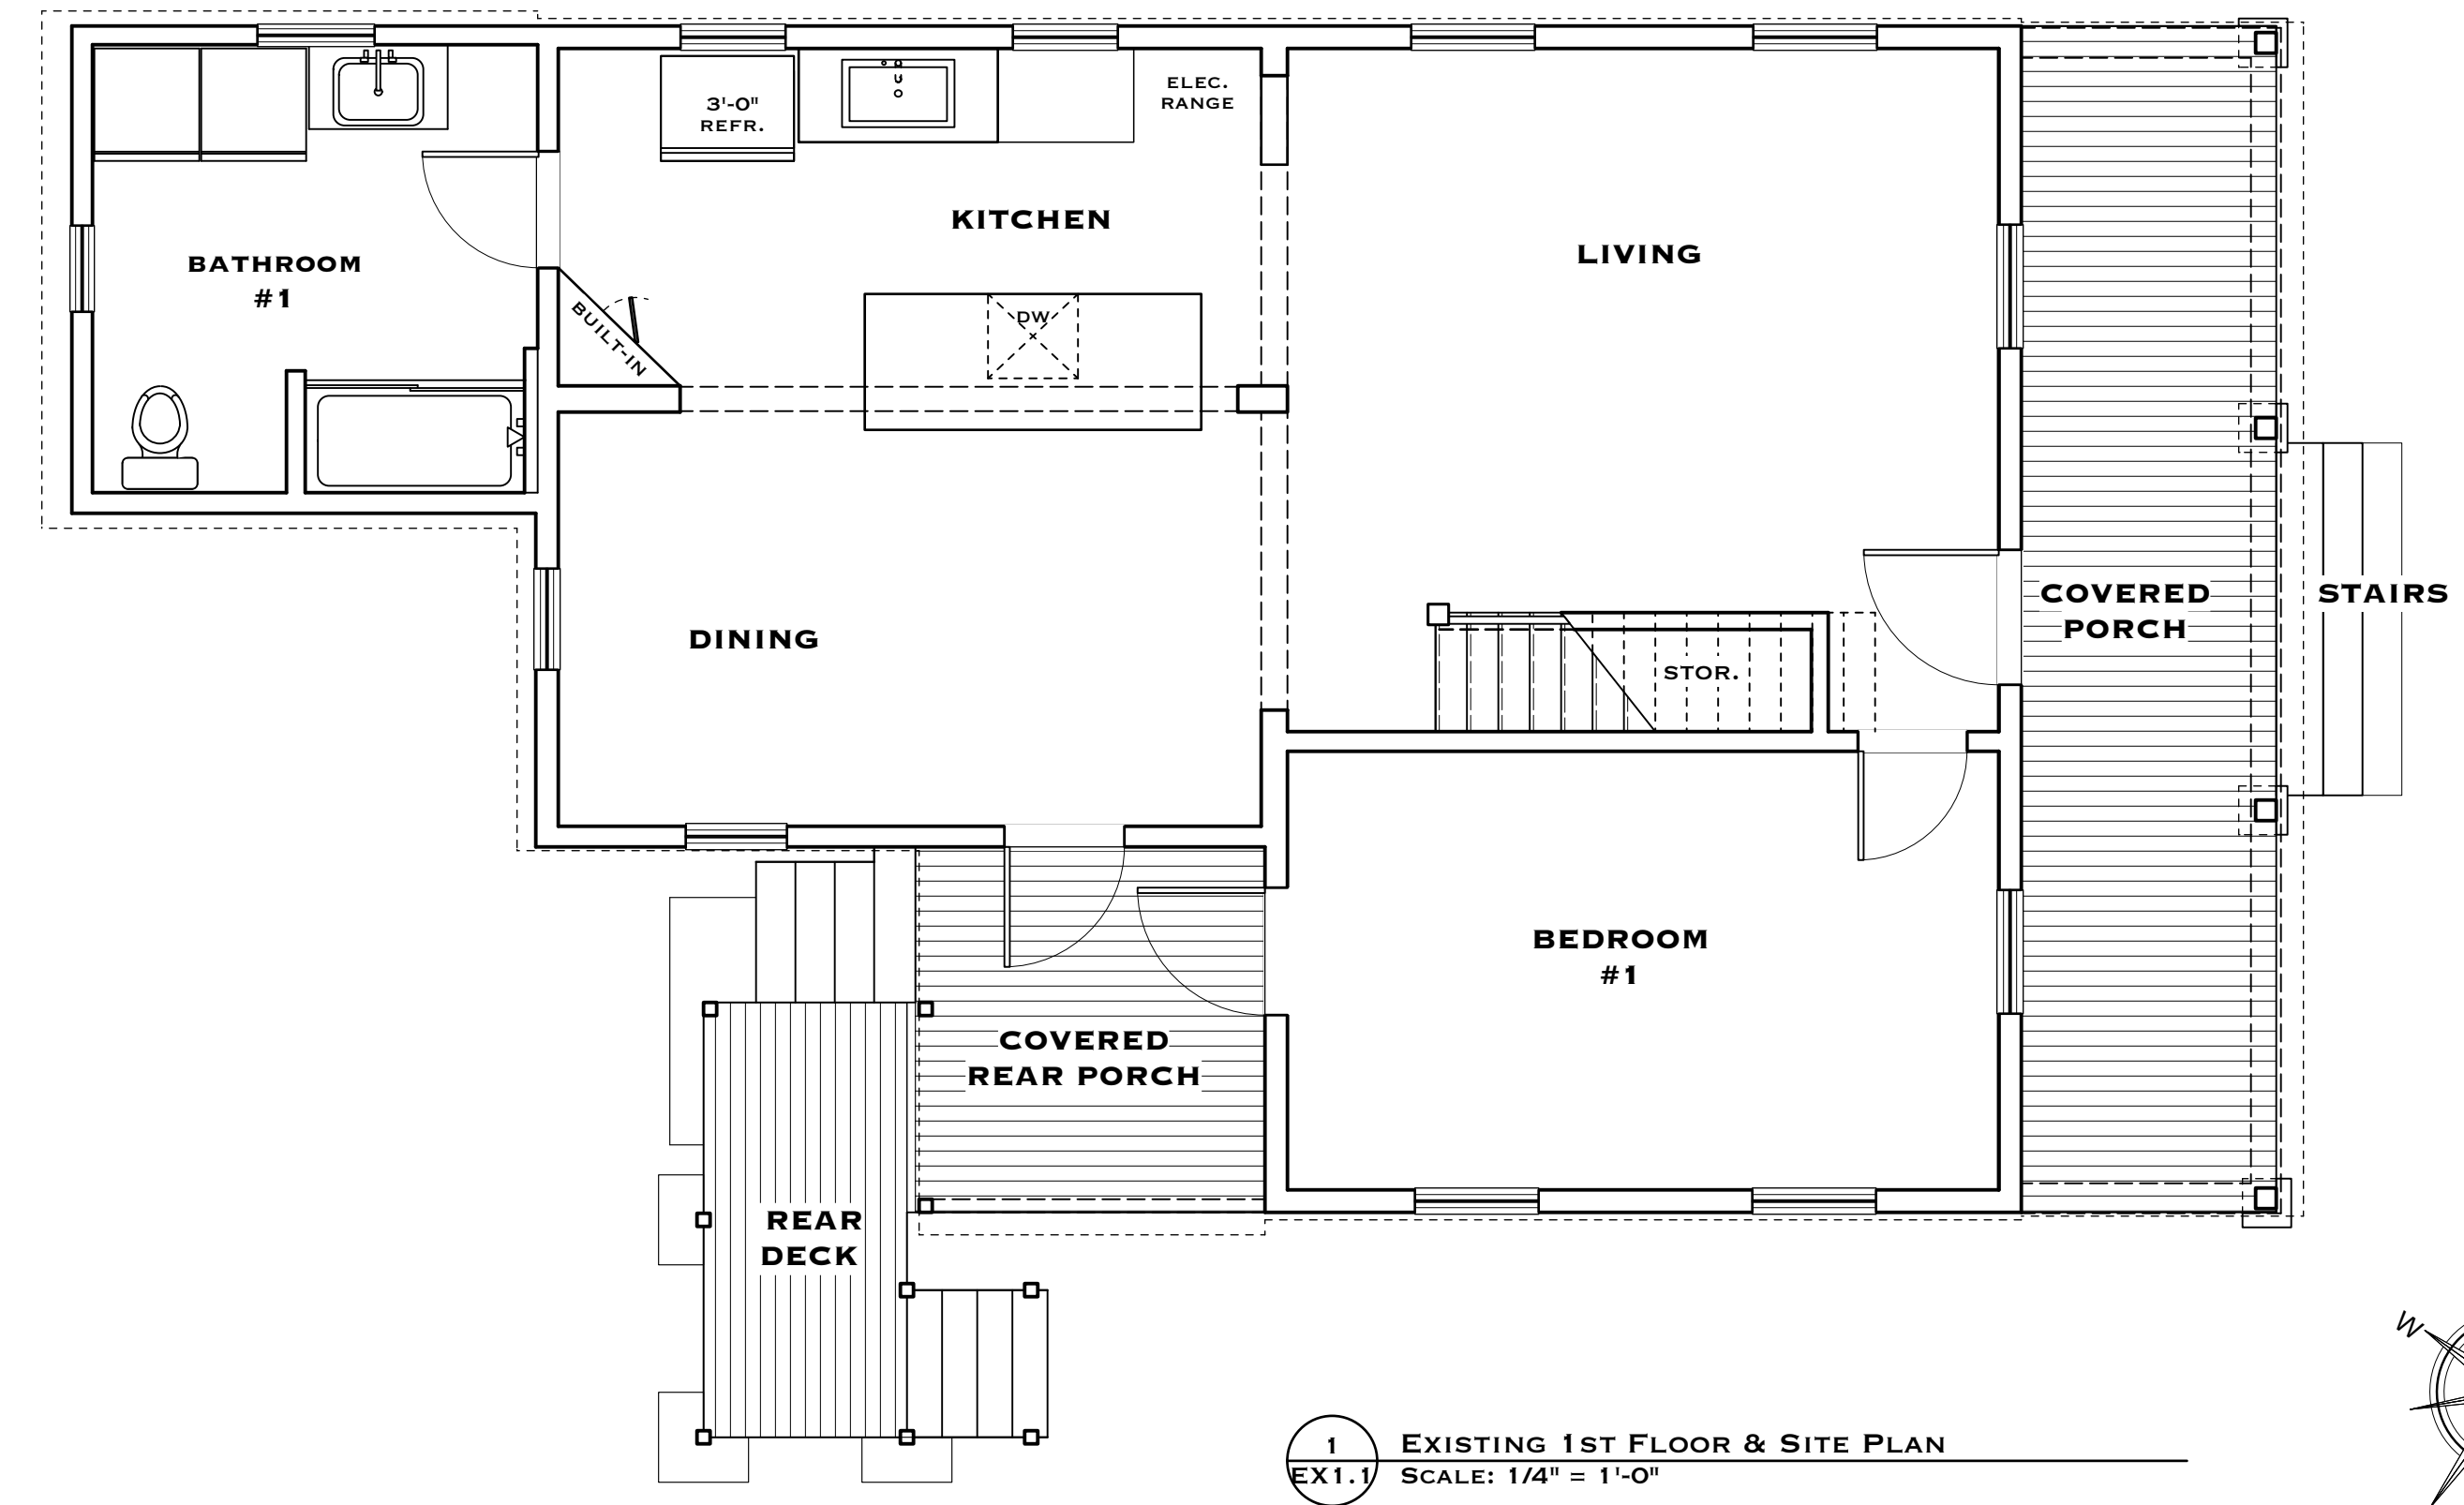 ELEC.
RANGE
3'-0"
REFR.
KITCHEN
LIVING
BATHROOM
#1
BUILT-IN
DW
COVERED
PORCH
STAIRS
DINING
STOR.
BEDROOM
#1
COVERED
REAR PORCH
REAR
DECK
W
1
EX1.1
EXISTING 1ST FLOOR & SITE PLAN
SCALE: 1/4" = 1'-0"